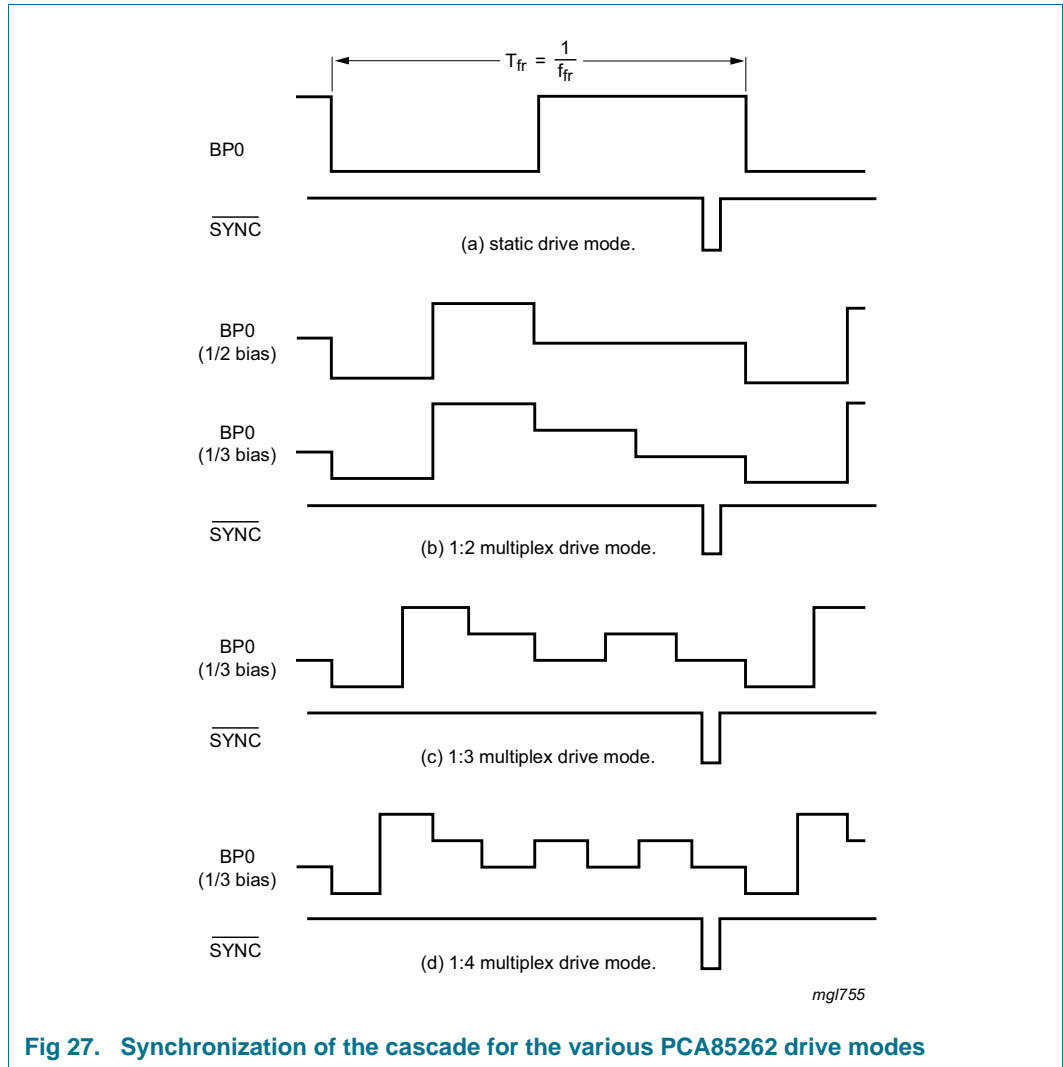 T_fr = 1/f_fr
BP0
SYNC
(a) static drive mode.
BP0
(1/2 bias)
BP0
(1/3 bias)
SYNC
(b) 1:2 multiplex drive mode.
BP0
(1/3 bias)
SYNC
(c) 1:3 multiplex drive mode.
BP0
(1/3 bias)
SYNC
(d) 1:4 multiplex drive mode.
mgl755
Fig 27. Synchronization of the cascade for the various PCA85262 drive modes